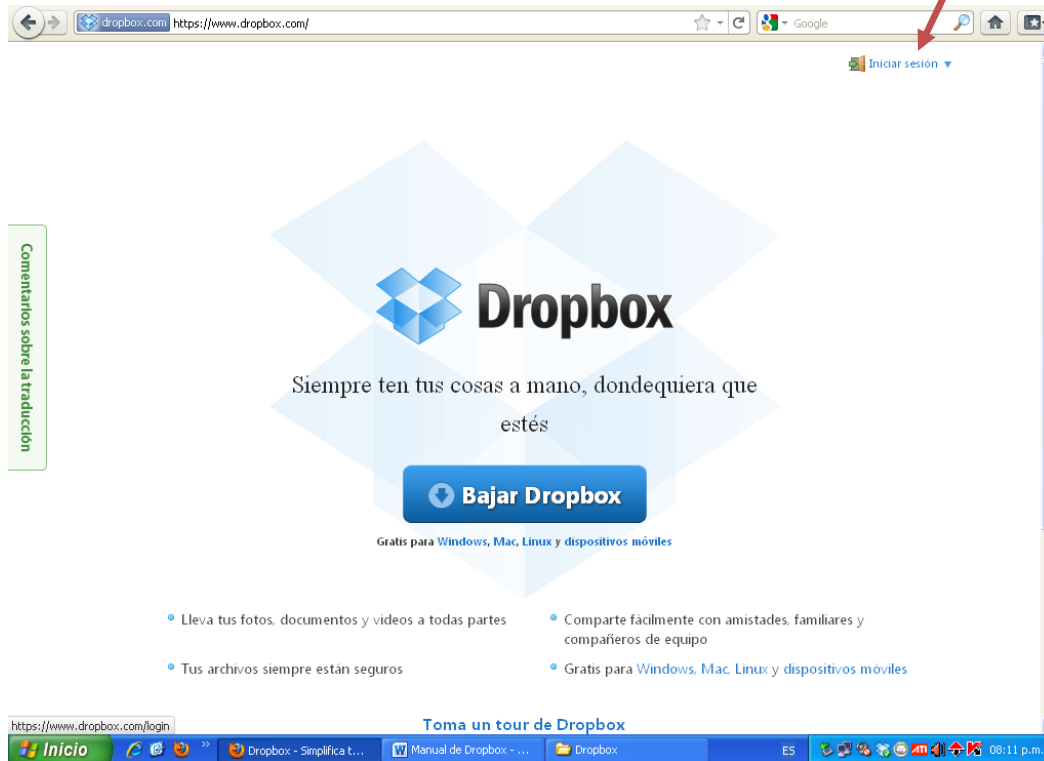 dropbox.com https://www.dropbox.com/
Google
Iniciar sesión
Comentarios sobre la traducción
Dropbox
Siempre ten tus cosas a mano, dondequiera que
estés
Bajar Dropbox
Gratis para Windows, Mac, Linux y dispositivos móviles
Lleva tus fotos, documentos y videos a todas partes
Comparte fácilmente con amistades, familiares y
compañeros de equipo
Tus archivos siempre están seguros
Gratis para Windows, Mac, Linux y dispositivos móviles
Toma un tour de Dropbox
https://www.dropbox.com/login
Inicio
Dropbox - Simplifica t...
Manual de Dropbox - ...
Dropbox
ES
08:11 p.m.